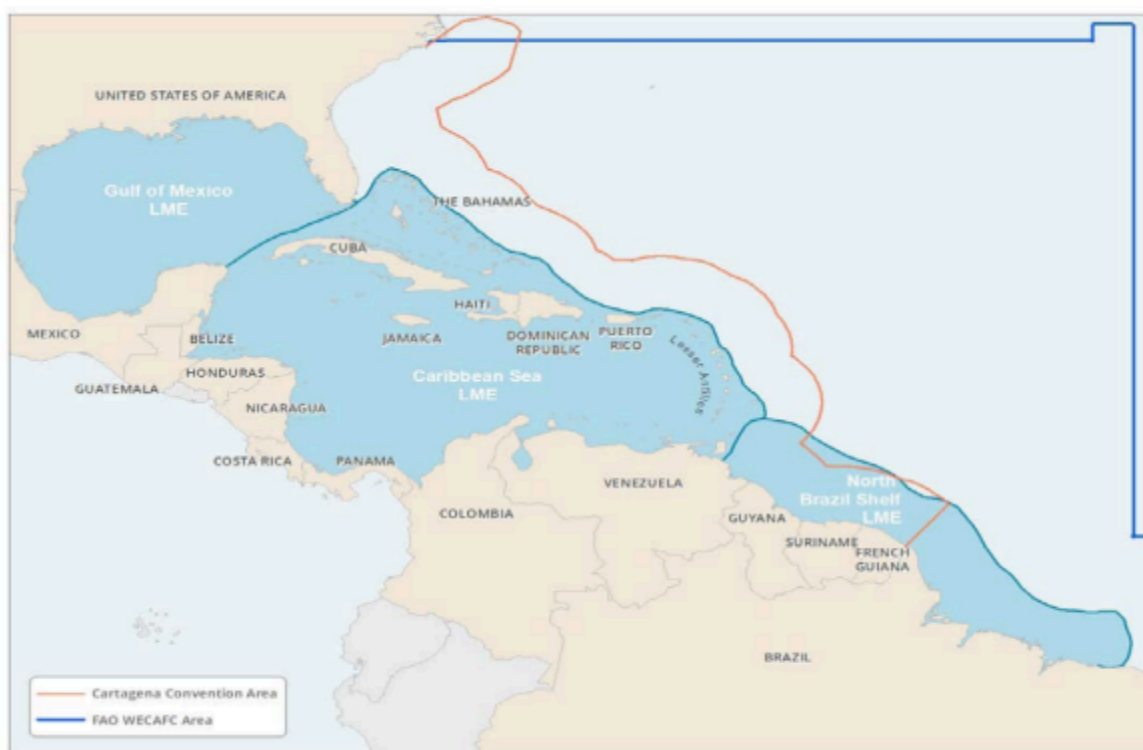 UNITED STATES OF AMERICA
Gulf of Mexico
LME
THE BAHAMAS
CUBA
HAITI
MEXICO
BELIZE
JAMAICA
DOMINICAN
REPUBLIC
PUERTO
RICO
Lesser Antilles
HONDURAS
GUATEMALA
Caribbean Sea
LME
NICARAGUA
COSTA RICA
PANAMA
VENEZUELA
COLOMBIA
North
Brazil Shelf
LME
GUYANA
SURINAME
FRENCH
GUIANA
BRAZIL
Cartagena Convention Area
FAO WECAFC Area